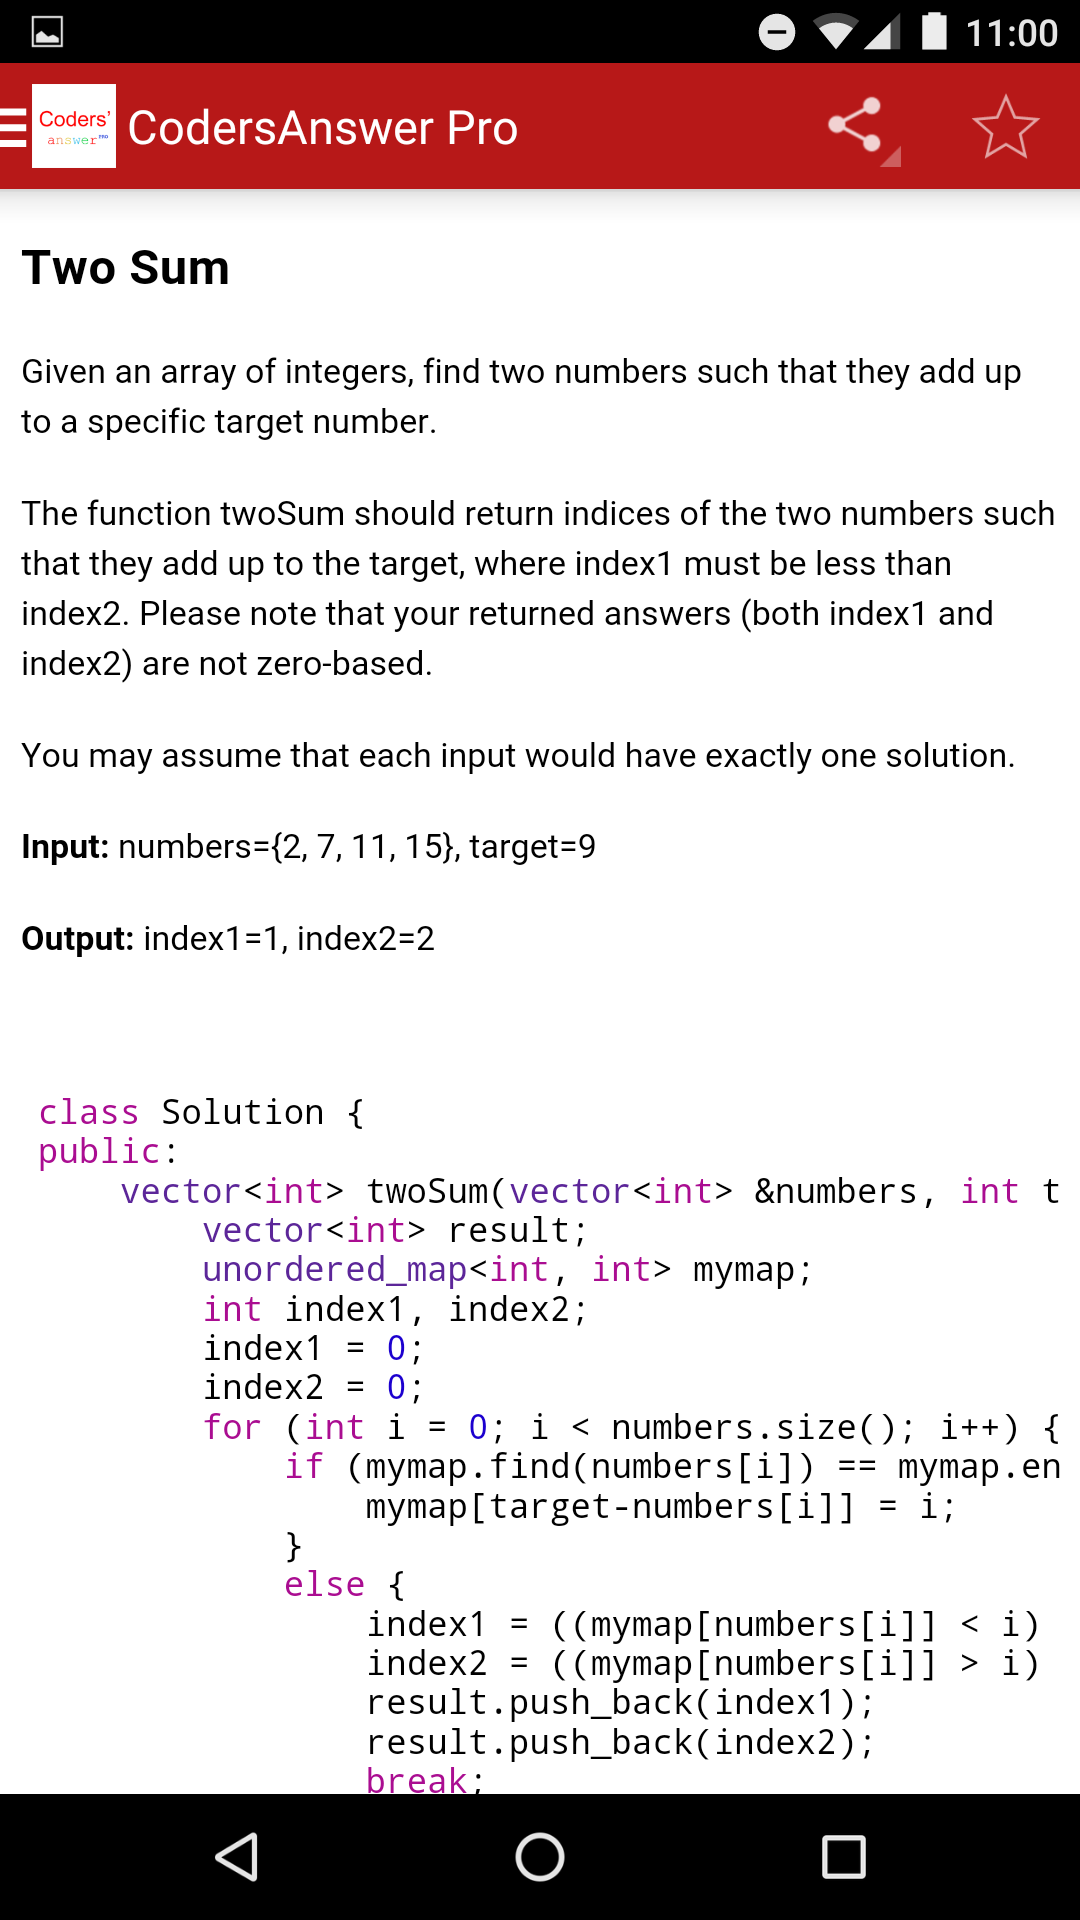 11:00
Coders'
answer PRO
CodersAnswer Pro
Two Sum
Given an array of integers, find two numbers such that they add up
to a specific target number.
The function twoSum should return indices of the two numbers such
that they add up to the target, where index1 must be less than
index2. Please note that your returned answers (both index1 and
index2) are not zero-based.
You may assume that each input would have exactly one solution.
Input: numbers={2, 7, 11, 15}, target=9
Output: index1=1, index2=2
class Solution {
public:
    vector<int> twoSum(vector<int> &numbers, int t
        vector<int> result;
        unordered_map<int, int> mymap;
        int index1, index2;
        index1 = 0;
        index2 = 0;
        for (int i = 0; i < numbers.size(); i++) {
            if (mymap.find(numbers[i]) == mymap.en
                mymap[target-numbers[i]] = i;
            }
            else {
                index1 = ((mymap[numbers[i]] < i)
                index2 = ((mymap[numbers[i]] > i)
                result.push_back(index1);
                result.push_back(index2);
                break;